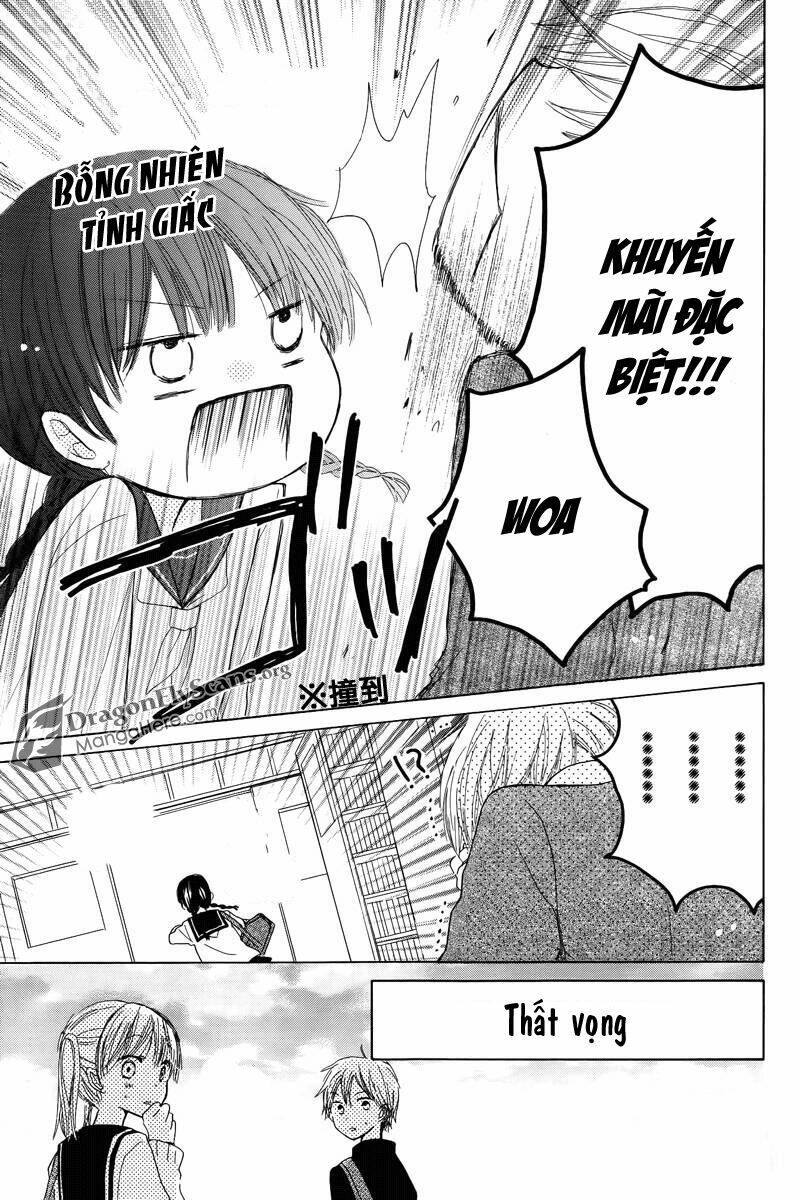 KHUYẾN
MÃI ĐẶC
BIỆT!!!
WOA
BỖNG NHIÊN
TỈNH GIẤC
※撞到
DragonFlyScans.org
MangaHere.com
!?
Thất vọng